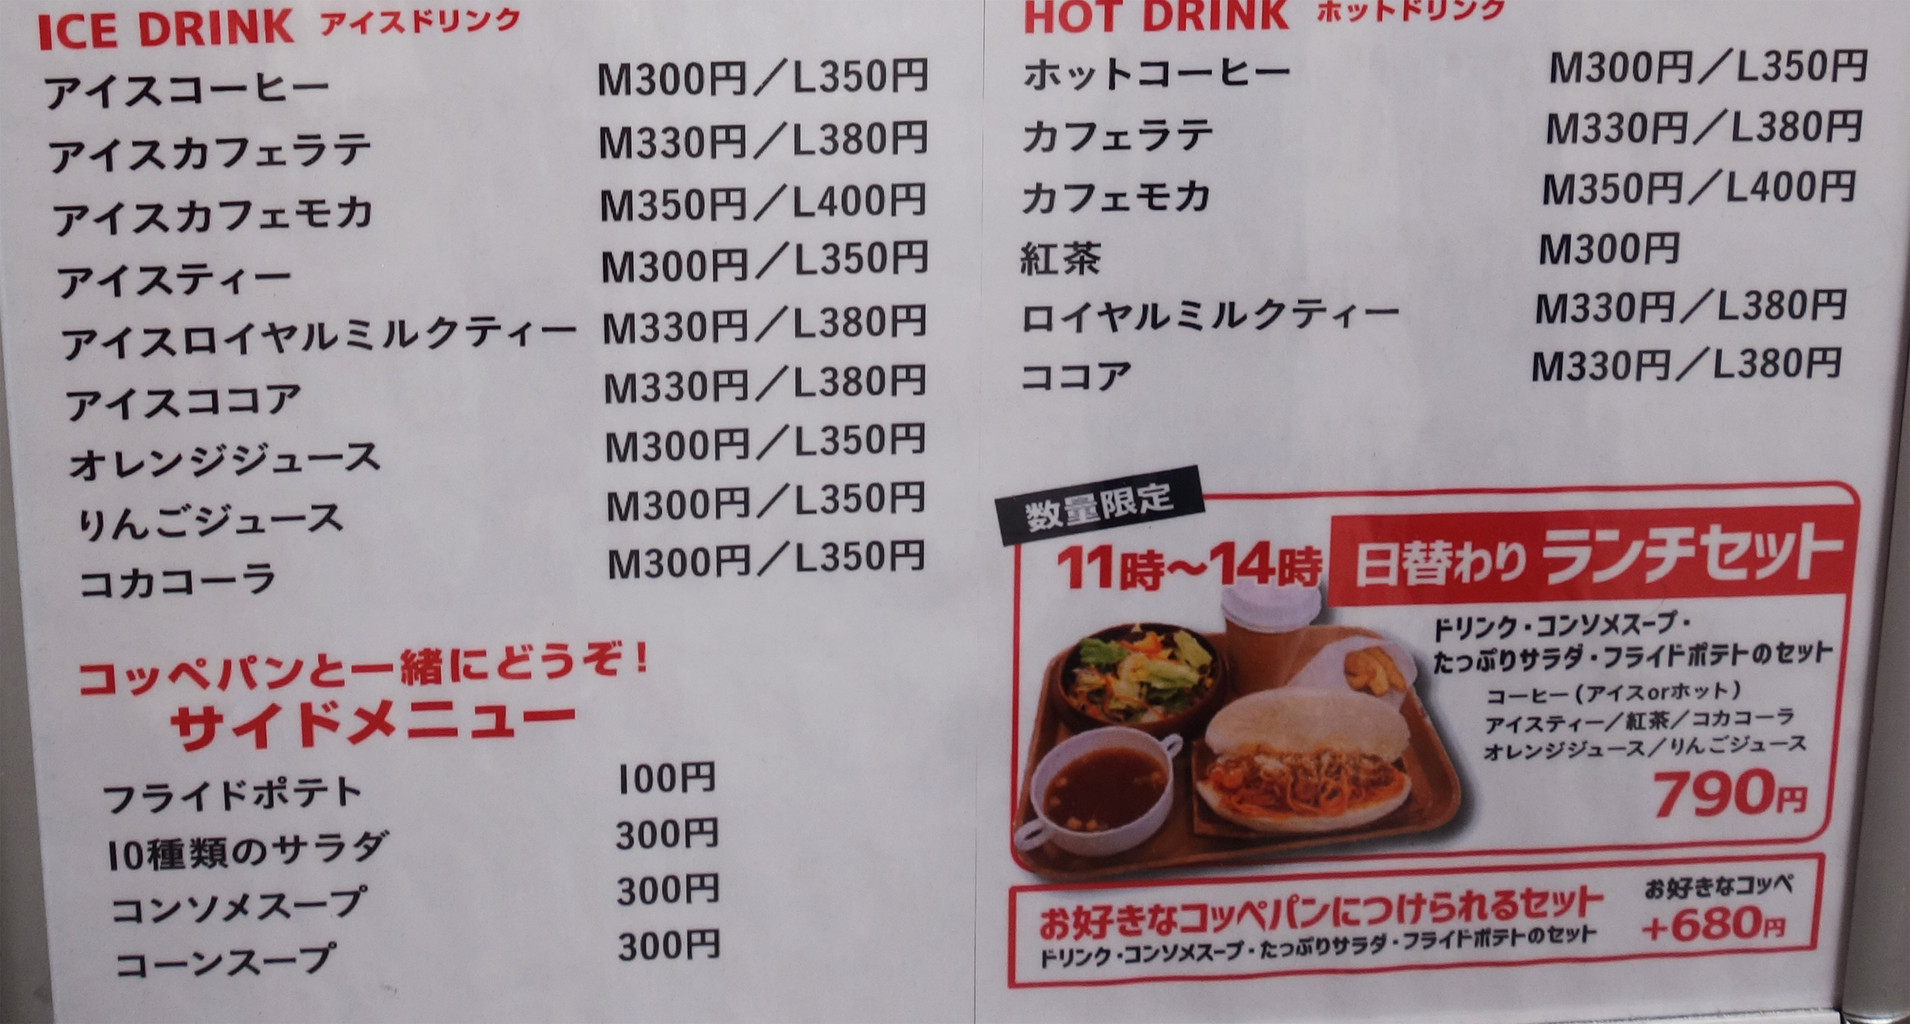 ICE DRINK アイスドリンク
アイスコーヒー M300円／L350円
アイスカフェラテ M330円／L380円
アイスカフェモカ M350円／L400円
アイスティー M300円／L350円
アイスロイヤルミルクティー M330円／L380円
アイスココア M330円／L380円
オレンジジュース M300円／L350円
りんごジュース M300円／L350円
コカコーラ M300円／L350円
コッペパンと一緒にどうぞ！
サイドメニュー
フライドポテト 100円
10種類のサラダ 300円
コンソメスープ 300円
コーンスープ 300円
HOT DRINK ホットドリンク
ホットコーヒー M300円／L350円
カフェラテ M330円／L380円
カフェモカ M350円／L400円
紅茶 M300円
ロイヤルミルクティー M330円／L380円
ココア M330円／L380円
数量限定
11時〜14時 日替わり ランチセット
ドリンク・コンソメスープ・
たっぷりサラダ・フライドポテトのセット
コーヒー（アイスorホット）
アイスティー／紅茶／コカコーラ
オレンジジュース／りんごジュース
790円
お好きなコッペパンにつけられるセット
ドリンク・コンソメスープ・たっぷりサラダ・フライドポテトのセット
お好きなコッペ
+680円